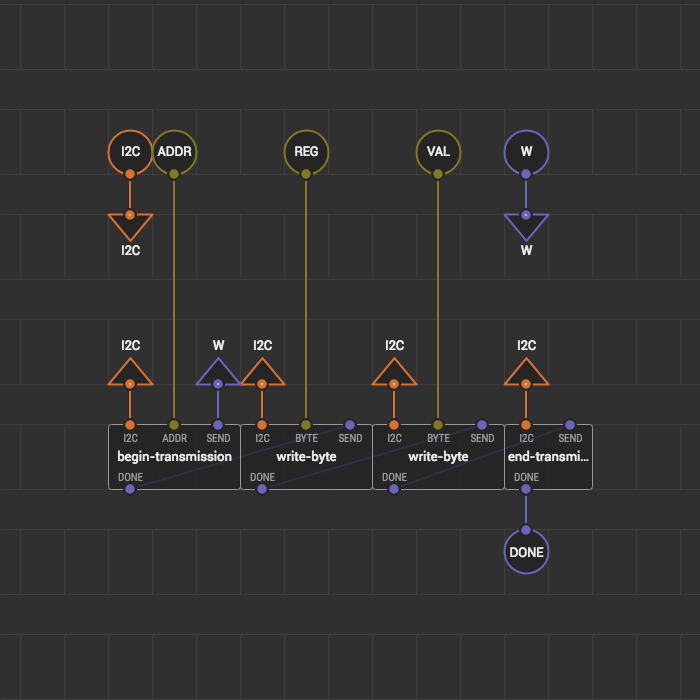 I2C ADDR REG VAL W
I2C W
I2C W I2C I2C I2C
I2C ADDR SEND I2C BYTE SEND I2C BYTE SEND I2C SEND
begin-transmission write-byte write-byte end-transmi...
DONE DONE DONE DONE
DONE